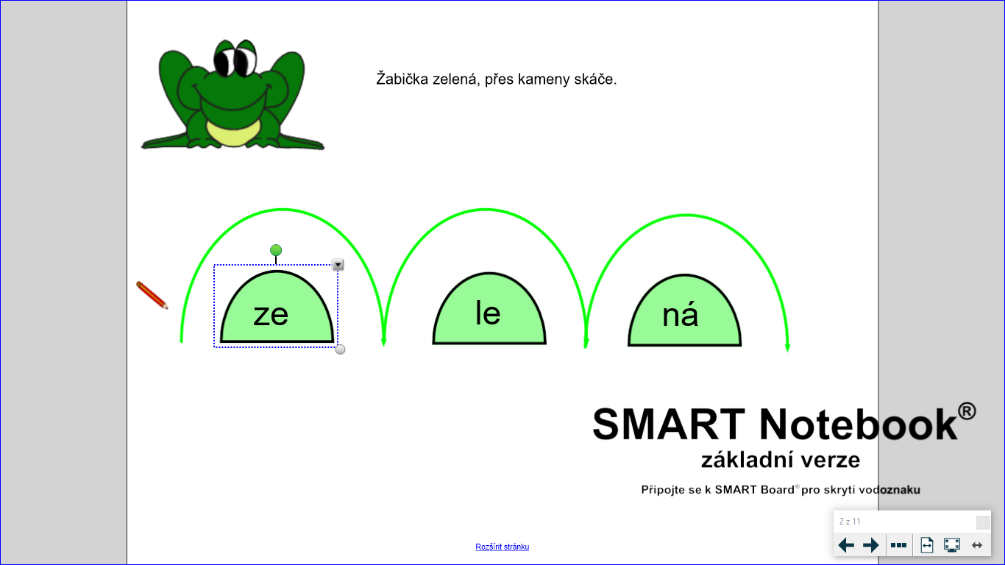 Žabička zelená, přes kameny skáče.
ze le ná
SMART Notebook®
základní verze
Připojte se k SMART Board® pro skrytí vodoznaku
2 z 11
Rozšířit stránku